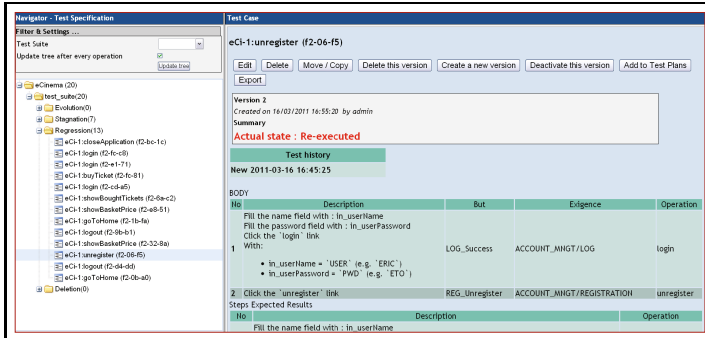 Navigator - Test Specification
Filter & Settings ...
Test Suite
Update tree after every operation
Update tree
eCinema (20)
test_suite(20)
Evolution(0)
Stagnation(7)
Regression(13)
eCi-1:closeApplication (f2-bc-1c)
eCi-1:login (f2-fc-c8)
eCi-1:login (f2-e1-71)
eCi-1:buyTicket (f2-fc-81)
eCi-1:login (f2-cd-a5)
eCi-1:showBoughtTickets (f2-6a-c2)
eCi-1:showBasketPrice (f2-e8-51)
eCi-1:goToHome (f2-1b-fa)
eCi-1:logout (f2-9b-b1)
eCi-1:showBasketPrice (f2-32-8a)
eCi-1:unregister (f2-06-f5)
eCi-1:logout (f2-d4-dd)
eCi-1:goToHome (f2-0b-a0)
Deletion(0)
Test Case
eCi-1:unregister (f2-06-f5)
Edit Delete Move / Copy Delete this version Create a new version Deactivate this version Add to Test Plans
Export
Version 2
Created on 16/03/2011 16:55:20 by admin
Summary
Actual state : Re-executed
Test history
New 2011-03-16 16:45:25
BODY
No Description But Exigence Operation
Fill the name field with : in_userName
Fill the password field with : in_userPassword
Click the `login` link
1 With: LOG_Success ACCOUNT_MNGT/LOG login
• in_userName = `USER` (e.g. `ERIC`)
• in_userPassword = `PWD` (e.g. `ETO`)
2 Click the `unregister` link REG_Unregister ACCOUNT_MNGT/REGISTRATION unregister
Steps Expected Results
No Description Operation
Fill the name field with : in_userName